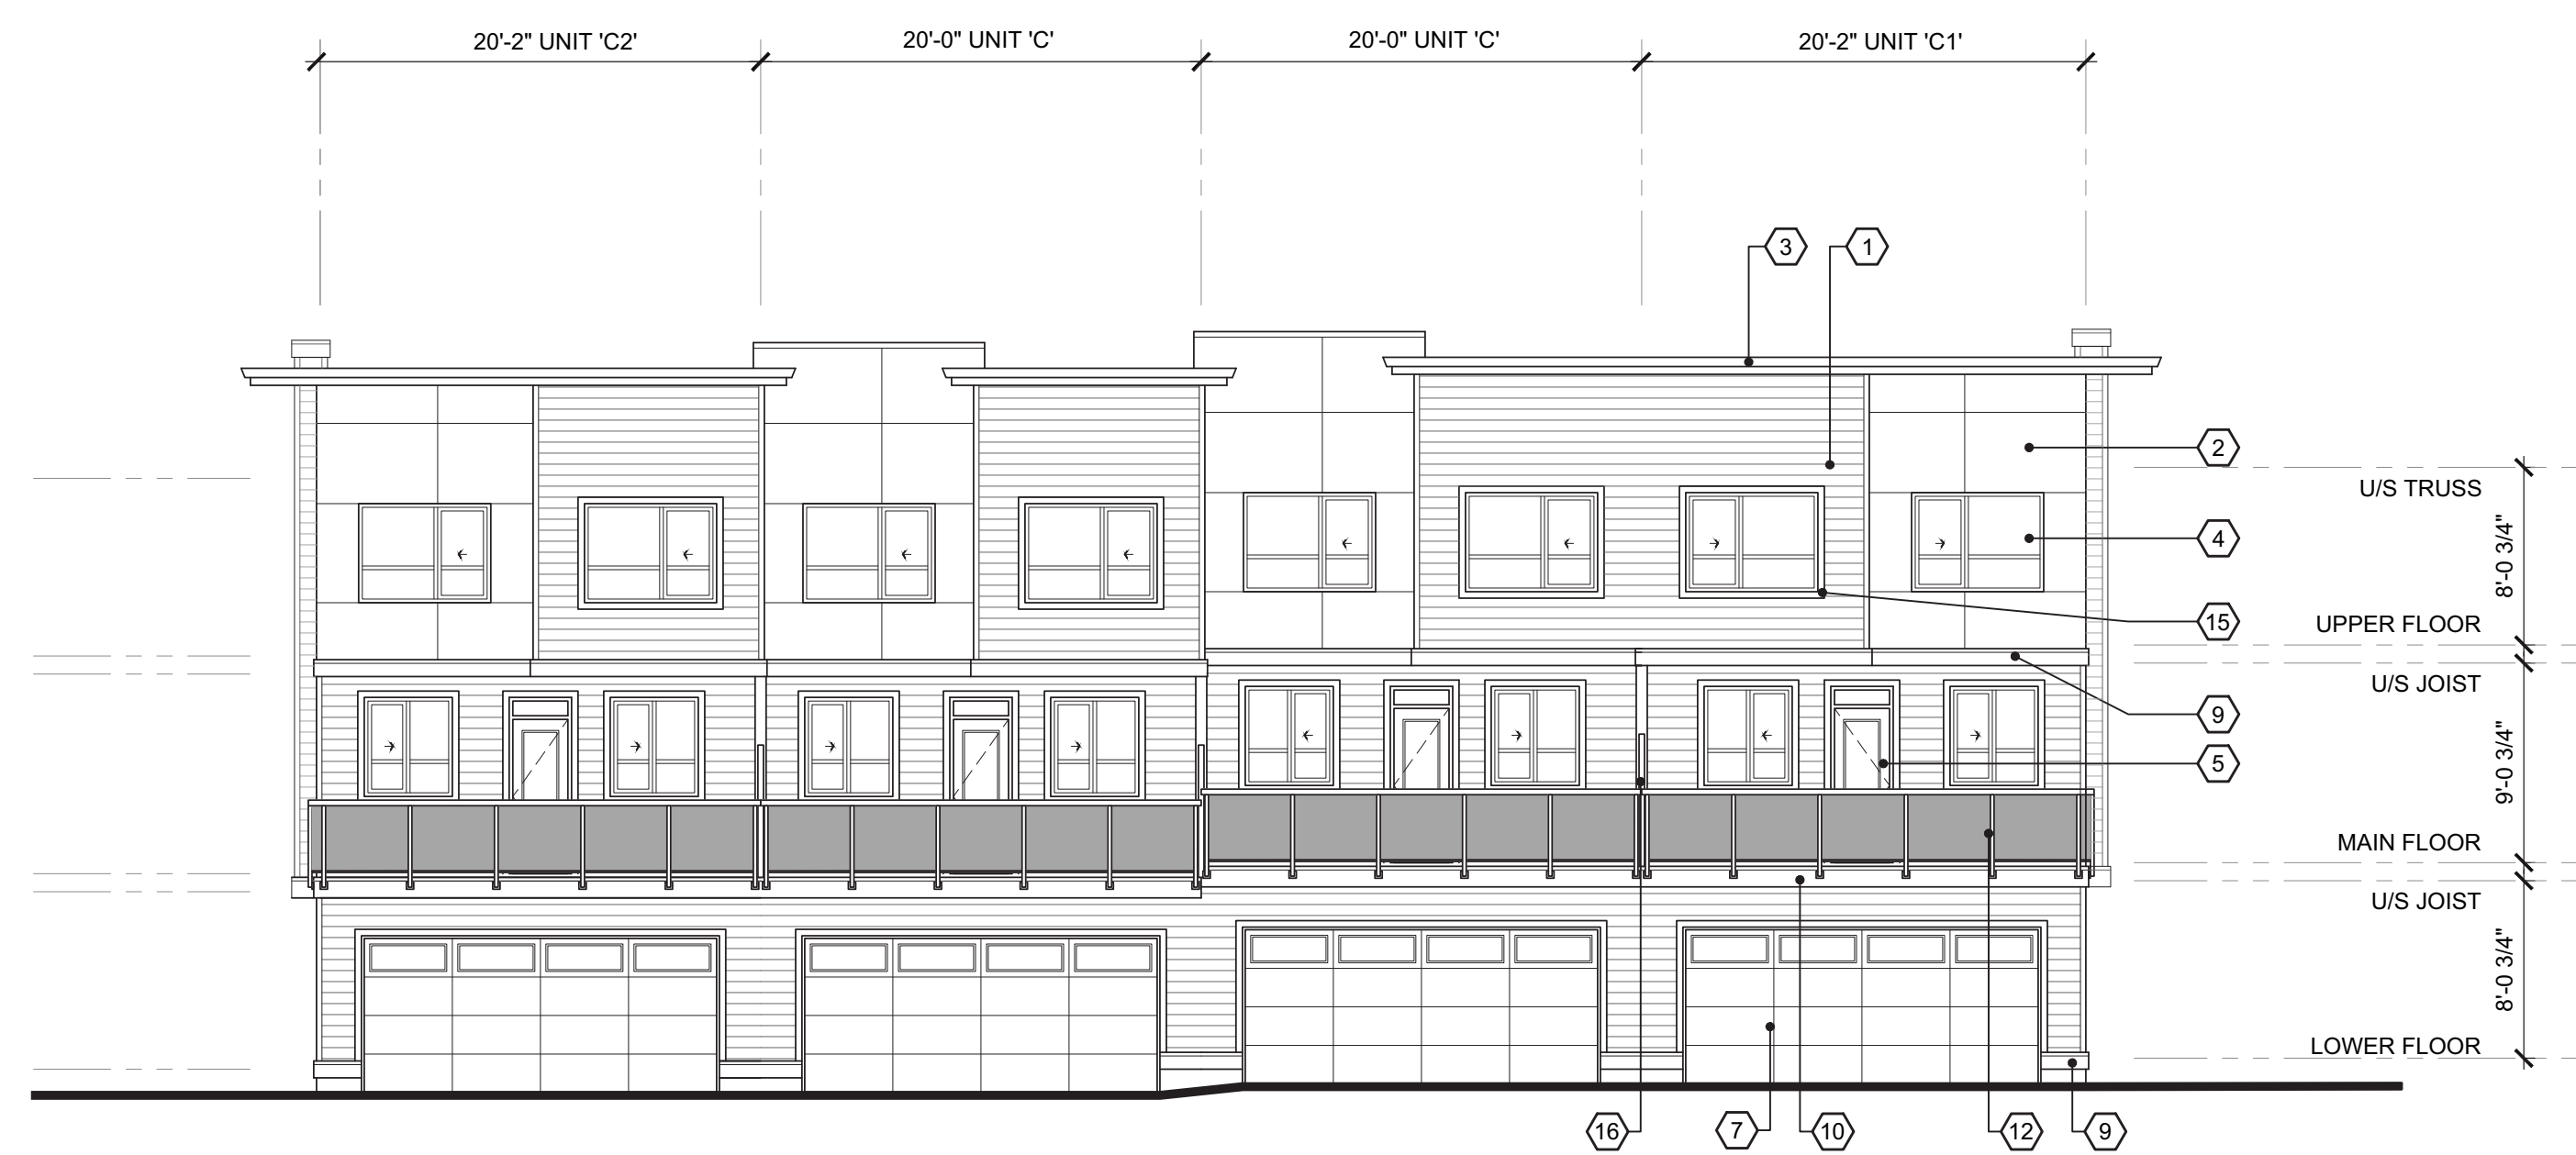 20'-2" UNIT 'C2'
20'-0" UNIT 'C'
20'-0" UNIT 'C'
20'-2" UNIT 'C1'
3
1
2
U/S TRUSS
4
8'-0 3/4"
15
UPPER FLOOR
U/S JOIST
9
5
9'-0 3/4"
MAIN FLOOR
U/S JOIST
8'-0 3/4"
LOWER FLOOR
16
7
10
12
9